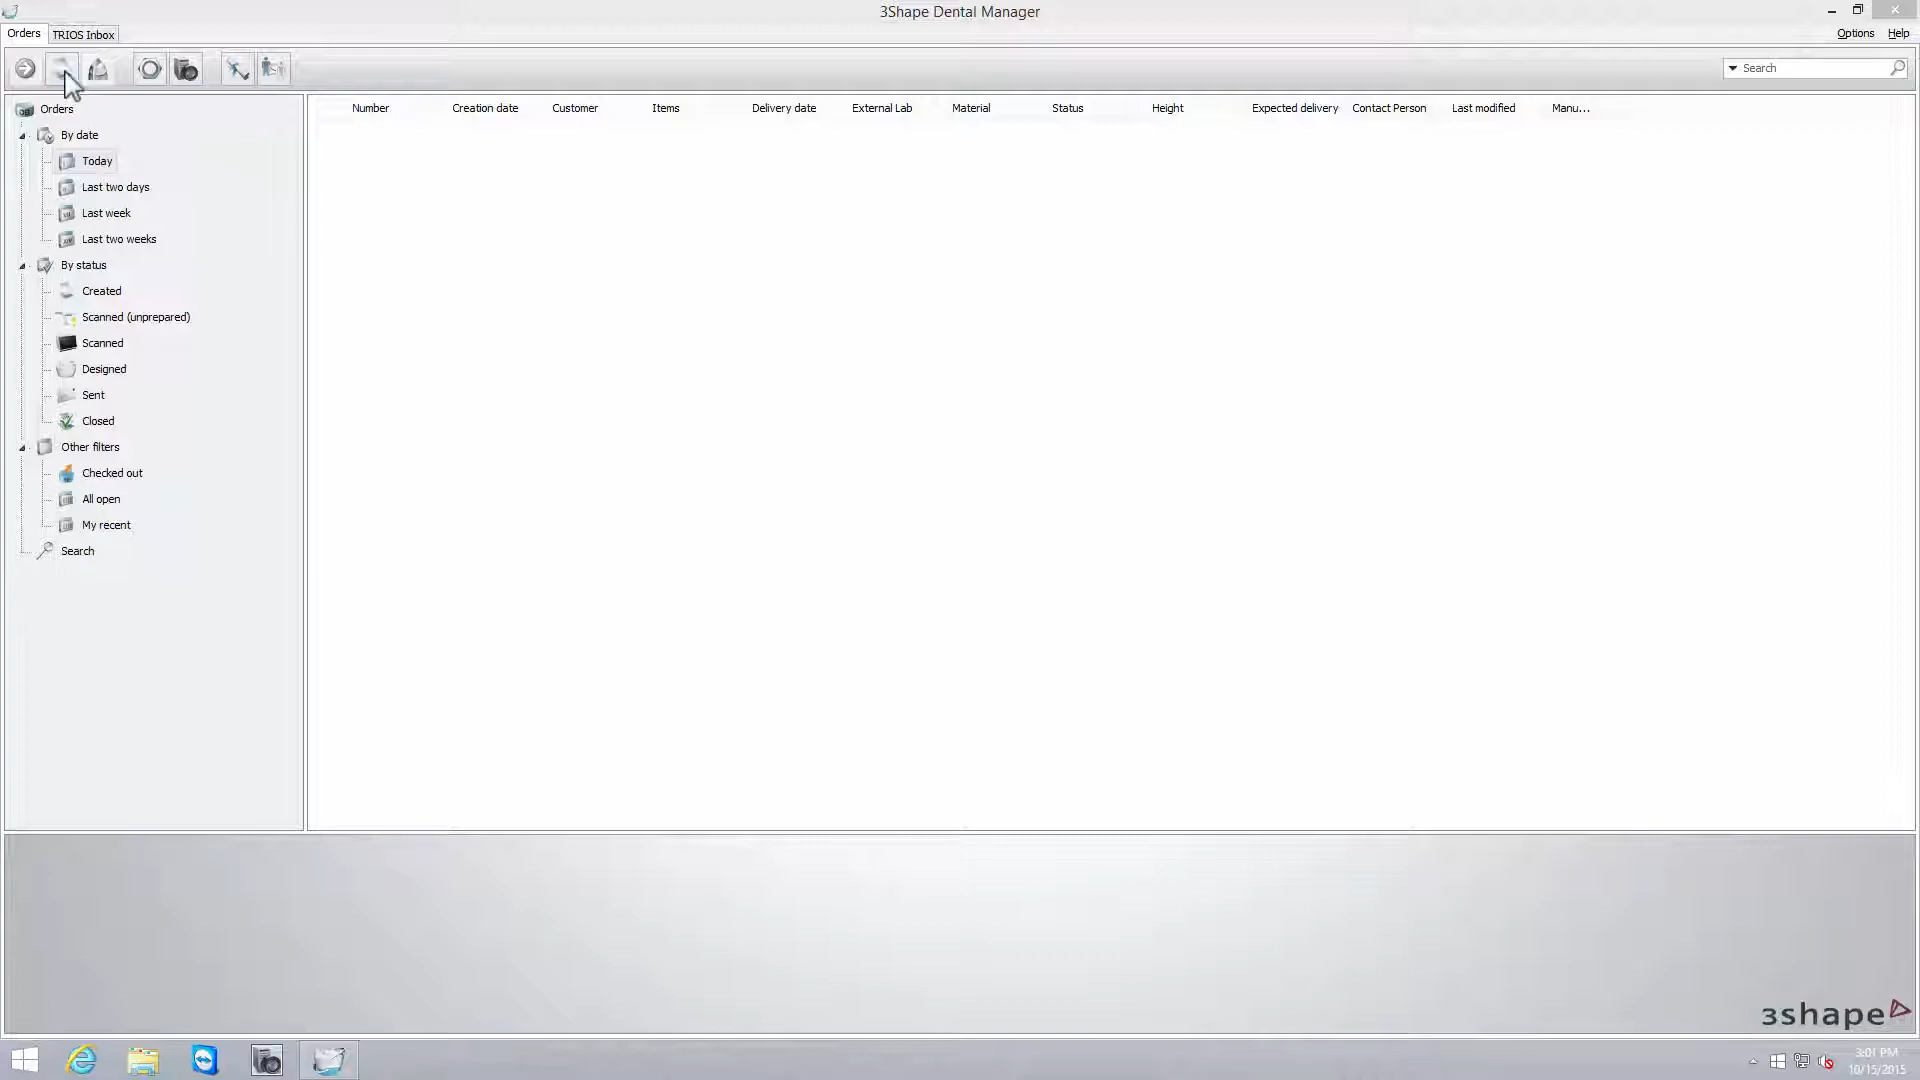 3Shape Dental Manager
Orders TRIOS Inbox Options Help
Search
Orders
By date
Today
Last two days
Last week
Last two weeks
By status
Created
Scanned (unprepared)
Scanned
Designed
Sent
Closed
Other filters
Checked out
All open
My recent
Search
Number Creation date Customer Items Delivery date External Lab Material Status Height Expected delivery Contact Person Last modified Manu...
3shape
3:01 PM
10/15/2015